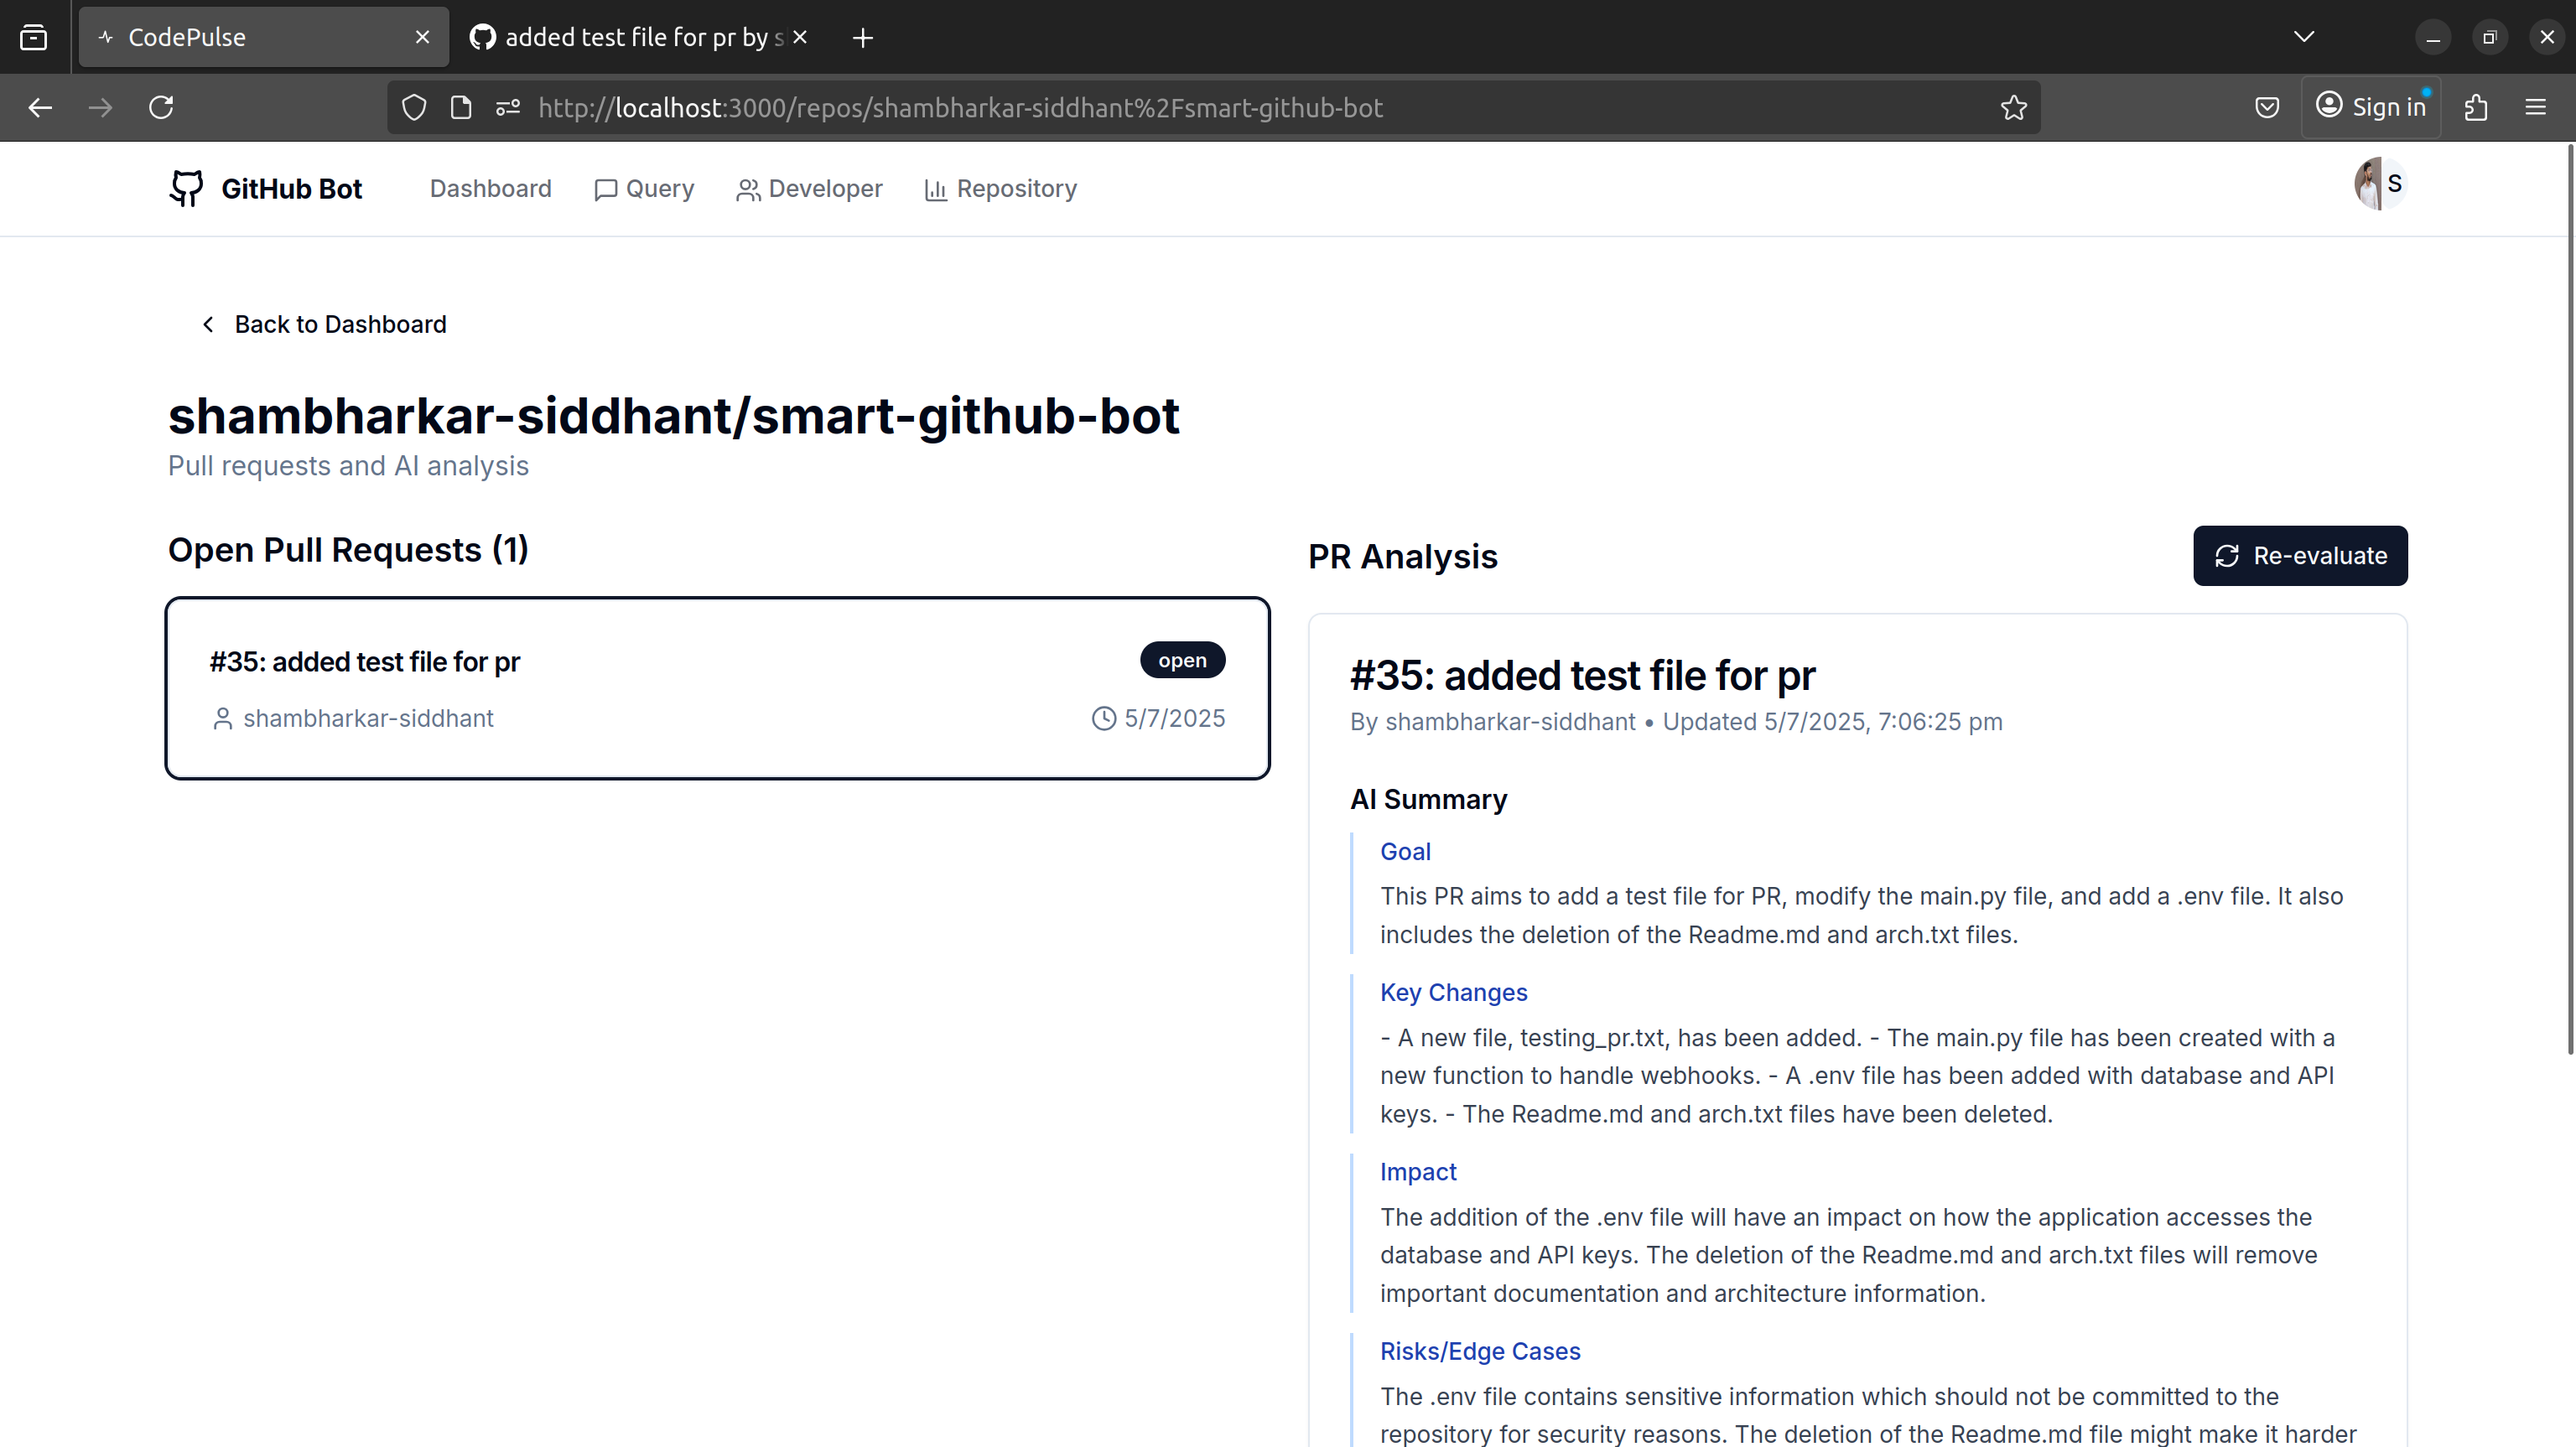 CodePulse
added test file for pr by s
http://localhost:3000/repos/shambharkar-siddhant%2Fsmart-github-bot
Sign in
GitHub Bot
Dashboard
Query
Developer
Repository
S
Back to Dashboard
shambharkar-siddhant/smart-github-bot
Pull requests and AI analysis
Open Pull Requests (1)
#35: added test file for pr
open
shambharkar-siddhant
5/7/2025
PR Analysis
Re-evaluate
#35: added test file for pr
By shambharkar-siddhant • Updated 5/7/2025, 7:06:25 pm
AI Summary
Goal
This PR aims to add a test file for PR, modify the main.py file, and add a .env file. It also
includes the deletion of the Readme.md and arch.txt files.
Key Changes
- A new file, testing_pr.txt, has been added. - The main.py file has been created with a
new function to handle webhooks. - A .env file has been added with database and API
keys. - The Readme.md and arch.txt files have been deleted.
Impact
The addition of the .env file will have an impact on how the application accesses the
database and API keys. The deletion of the Readme.md and arch.txt files will remove
important documentation and architecture information.
Risks/Edge Cases
The .env file contains sensitive information which should not be committed to the
repository for security reasons. The deletion of the Readme.md file might make it harder